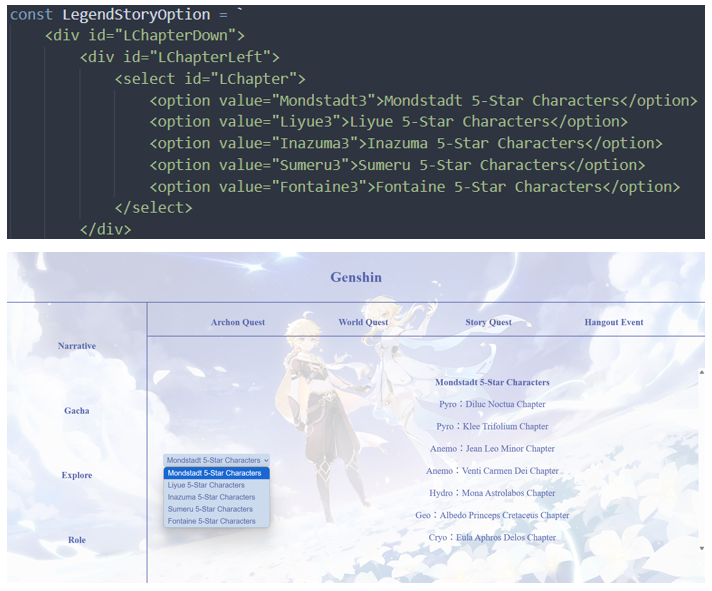 const LegendStoryOption = `
<div id="LChapterDown">
<div id="LChapterLeft">
<select id="LChapter">
<option value="Mondstadt3">Mondstadt 5-Star Characters</option>
<option value="Liyue3">Liyue 5-Star Characters</option>
<option value="Inazuma3">Inazuma 5-Star Characters</option>
<option value="Sumeru3">Sumeru 5-Star Characters</option>
<option value="Fontaine3">Fontaine 5-Star Characters</option>
</select>
</div>
Genshin
Archon Quest World Quest Story Quest Hangout Event
Narrative
Gacha
Explore
Role
Mondstadt 5-Star Characters
Mondstadt 5-Star Characters
Liyue 5-Star Characters
Inazuma 5-Star Characters
Sumeru 5-Star Characters
Fontaine 5-Star Characters
Mondstadt 5-Star Characters
Pyro：Diluc Noctua Chapter
Pyro：Klee Trifolium Chapter
Anemo：Jean Leo Minor Chapter
Anemo：Venti Carmen Dei Chapter
Hydro：Mona Astrolabos Chapter
Geo：Albedo Princeps Cretaceus Chapter
Cryo：Eula Aphros Delos Chapter